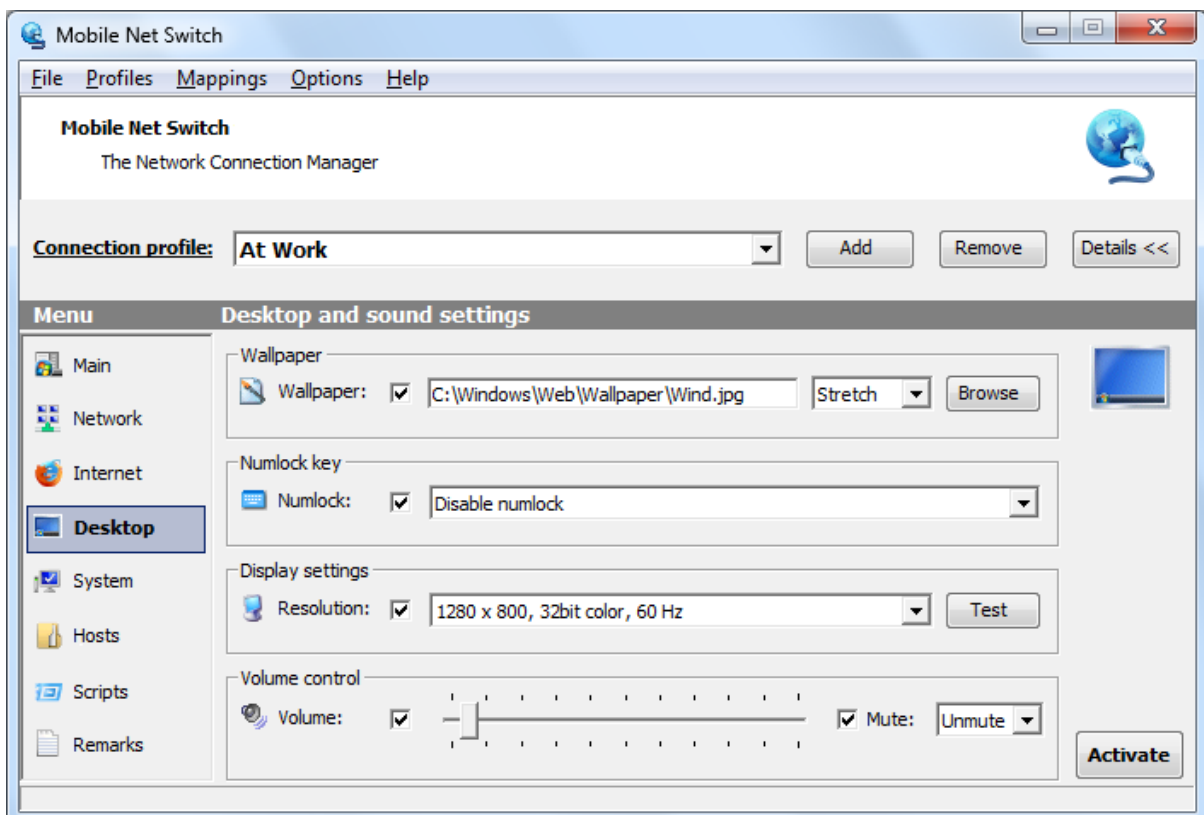 Mobile Net Switch
File Profiles Mappings Options Help
Mobile Net Switch
The Network Connection Manager
Connection profile: At Work Add Remove Details <<
Menu Desktop and sound settings
Main
Network
Internet
Desktop
System
Hosts
Scripts
Remarks
Wallpaper
Wallpaper: C:\Windows\Web\Wallpaper\Wind.jpg Stretch Browse
Numlock key
Numlock: Disable numlock
Display settings
Resolution: 1280 x 800, 32bit color, 60 Hz Test
Volume control
Volume: Mute: Unmute
Activate